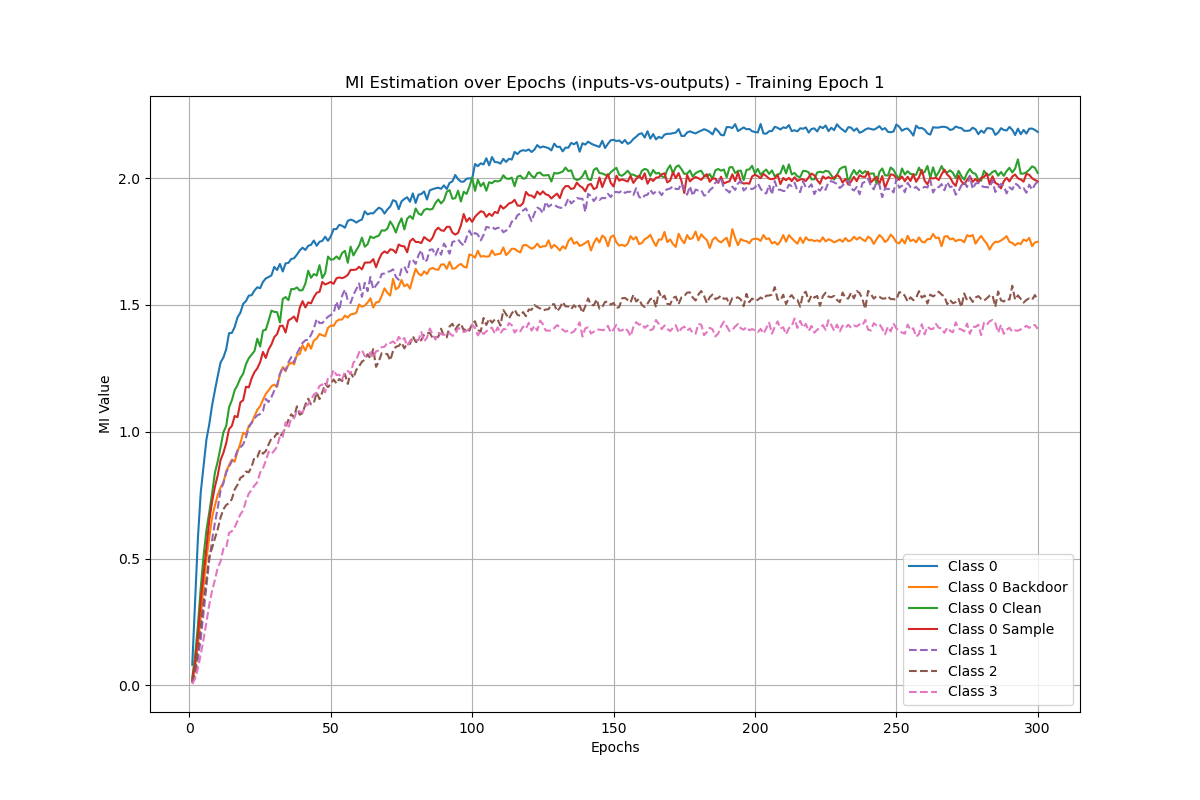 MI Estimation over Epochs (inputs-vs-outputs) - Training Epoch 1
MI Value
2.0
1.5
1.0
0.5
0.0
0 50 100 150 200 250 300
Epochs
Class 0
Class 0 Backdoor
Class 0 Clean
Class 0 Sample
Class 1
Class 2
Class 3